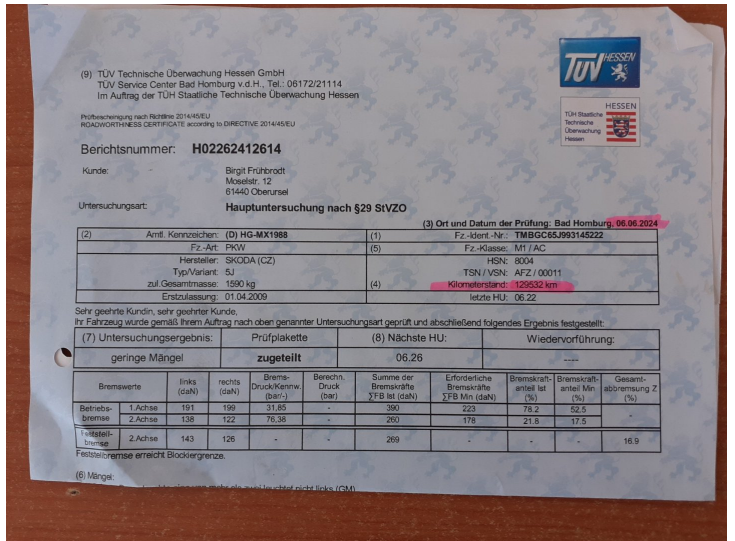 (9) TÜV Technische Überwachung Hessen GmbH
TÜV Service Center Bad Homburg v.d.H., Tel.: 06172/21114
Im Auftrag der TÜH Staatliche Technische Überwachung Hessen
TÜV HESSEN
HESSEN
TÜH Staatliche
Technische
Überwachung
Hessen
Prüfbescheinigung nach Richtlinie 2014/45/EU
ROADWORTHINESS CERTIFICATE according to DIRECTIVE 2014/45/EU
Berichtsnummer: H02262412614
Kunde: Birgit Frühbrodt
Moselstr. 12
61440 Oberursel
Untersuchungsart: Hauptuntersuchung nach §29 StVZO
(3) Ort und Datum der Prüfung: Bad Homburg, 06.06.2024
(2) Amtl. Kennzeichen: (D) HG-MX1988 (1) Fz.-Ident.-Nr.: TMBGC65J993145222
Fz.-Art: PKW (5) Fz.-Klasse: M1 / AC
Hersteller: SKODA (CZ) HSN: 8004
Typ/Variant: 5J TSN / VSN: AFZ / 00011
zul.Gesamtmasse: 1590 kg (4) Kilometerstand: 129532 km
Erstzulassung: 01.04.2009 letzte HU: 06.22
Sehr geehrte Kundin, sehr geehrter Kunde,
Ihr Fahrzeug wurde gemäß Ihrem Auftrag nach oben genannter Untersuchungsart geprüft und abschließend folgendes Ergebnis festgestellt:
(7) Untersuchungsergebnis: Prüfplakette (8) Nächste HU: Wiedervorführung:
geringe Mängel zugeteilt 06.26 ----
Bremswerte links (daN) rechts (daN) Brems-Druck/Kennw. (bar/-) Berechn. Druck (bar) Summe der Bremskräfte ∑FB Ist (daN) Erforderliche Bremskräfte ∑FB Min (daN) Bremskraft-anteil Ist (%) Bremskraft-anteil Min (%) Gesamt-abbremsung Z (%)
Betriebs-bremse 1.Achse 191 199 31,85 - 390 223 78.2 52.5 -
2.Achse 138 122 76,38 - 260 178 21.8 17.5
Feststell-bremse 2.Achse 143 126 - - 269 - - - 16.9
Feststellbremse erreicht Blockiergrenze.
(6) Mängel:
leuchtet nicht links (GM)